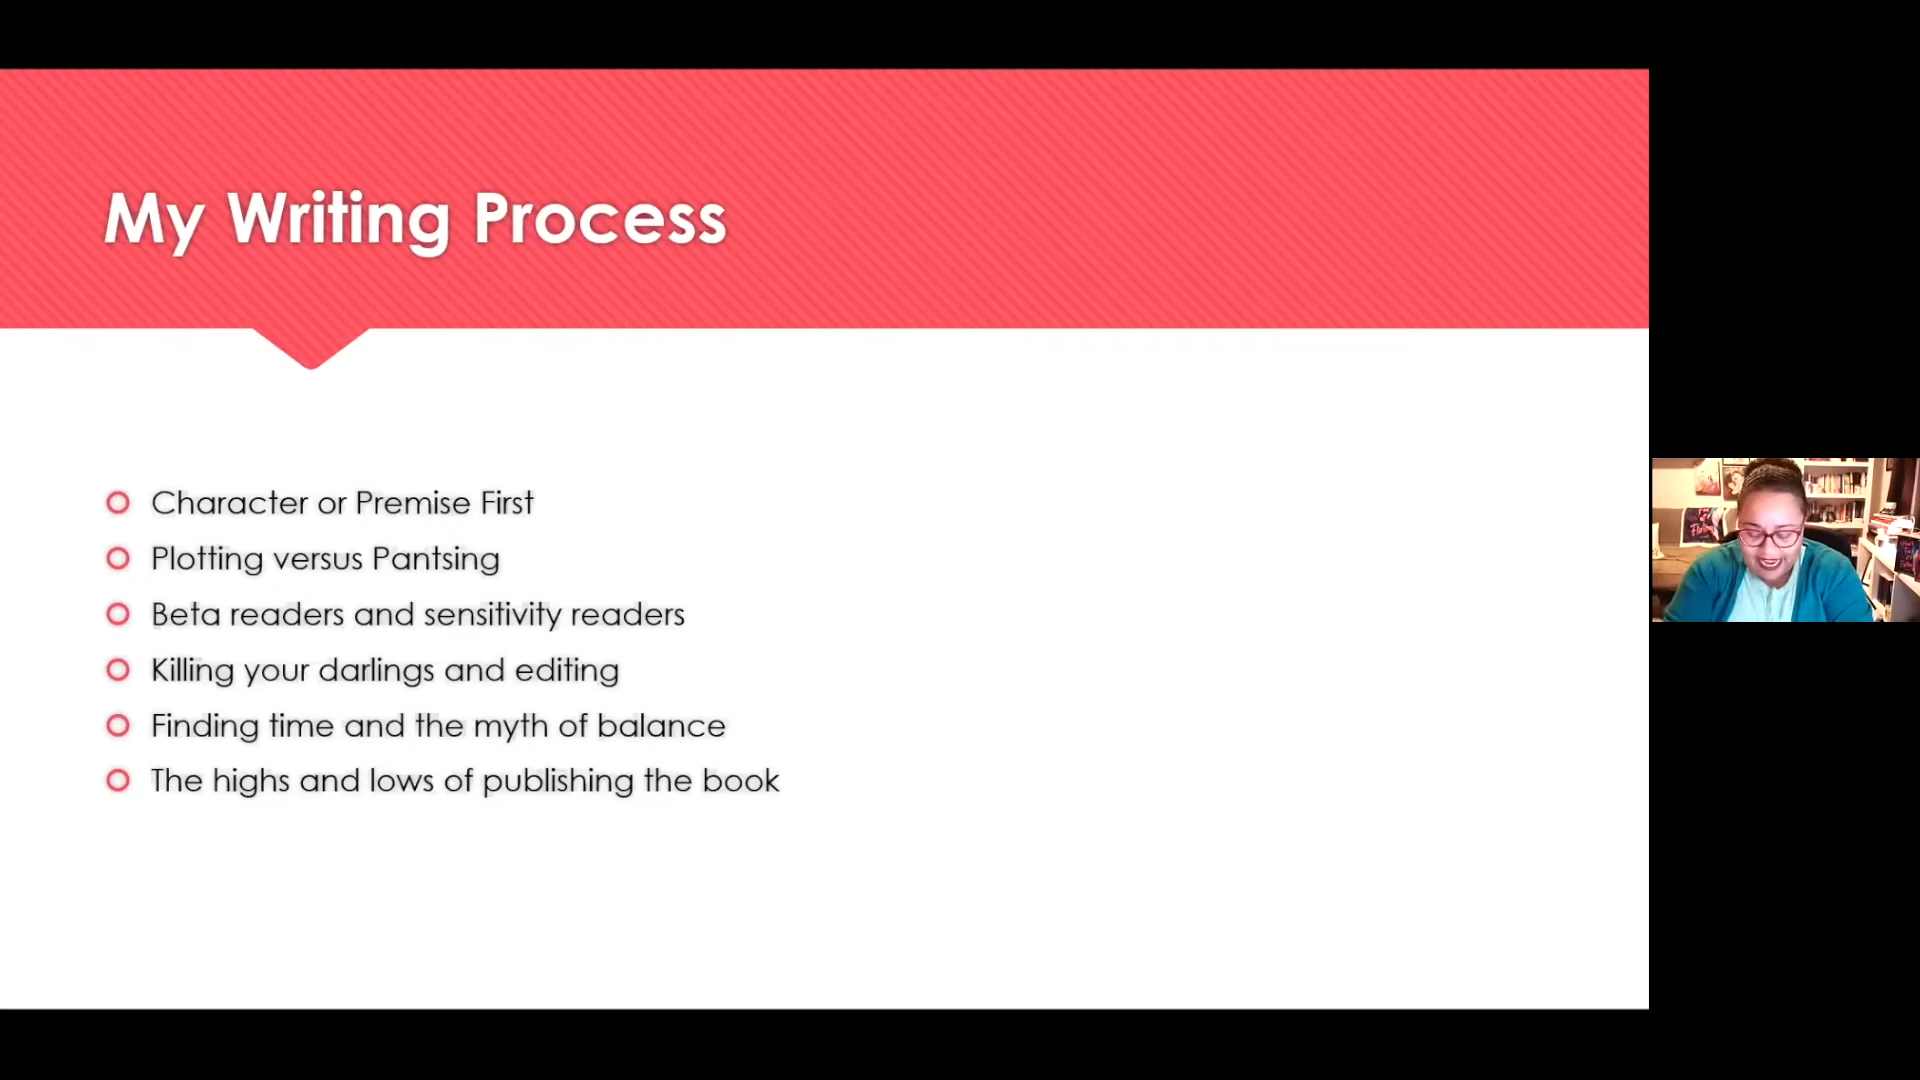 My Writing Process
Character or Premise First
Plotting versus Pantsing
Beta readers and sensitivity readers
Killing your darlings and editing
Finding time and the myth of balance
The highs and lows of publishing the book